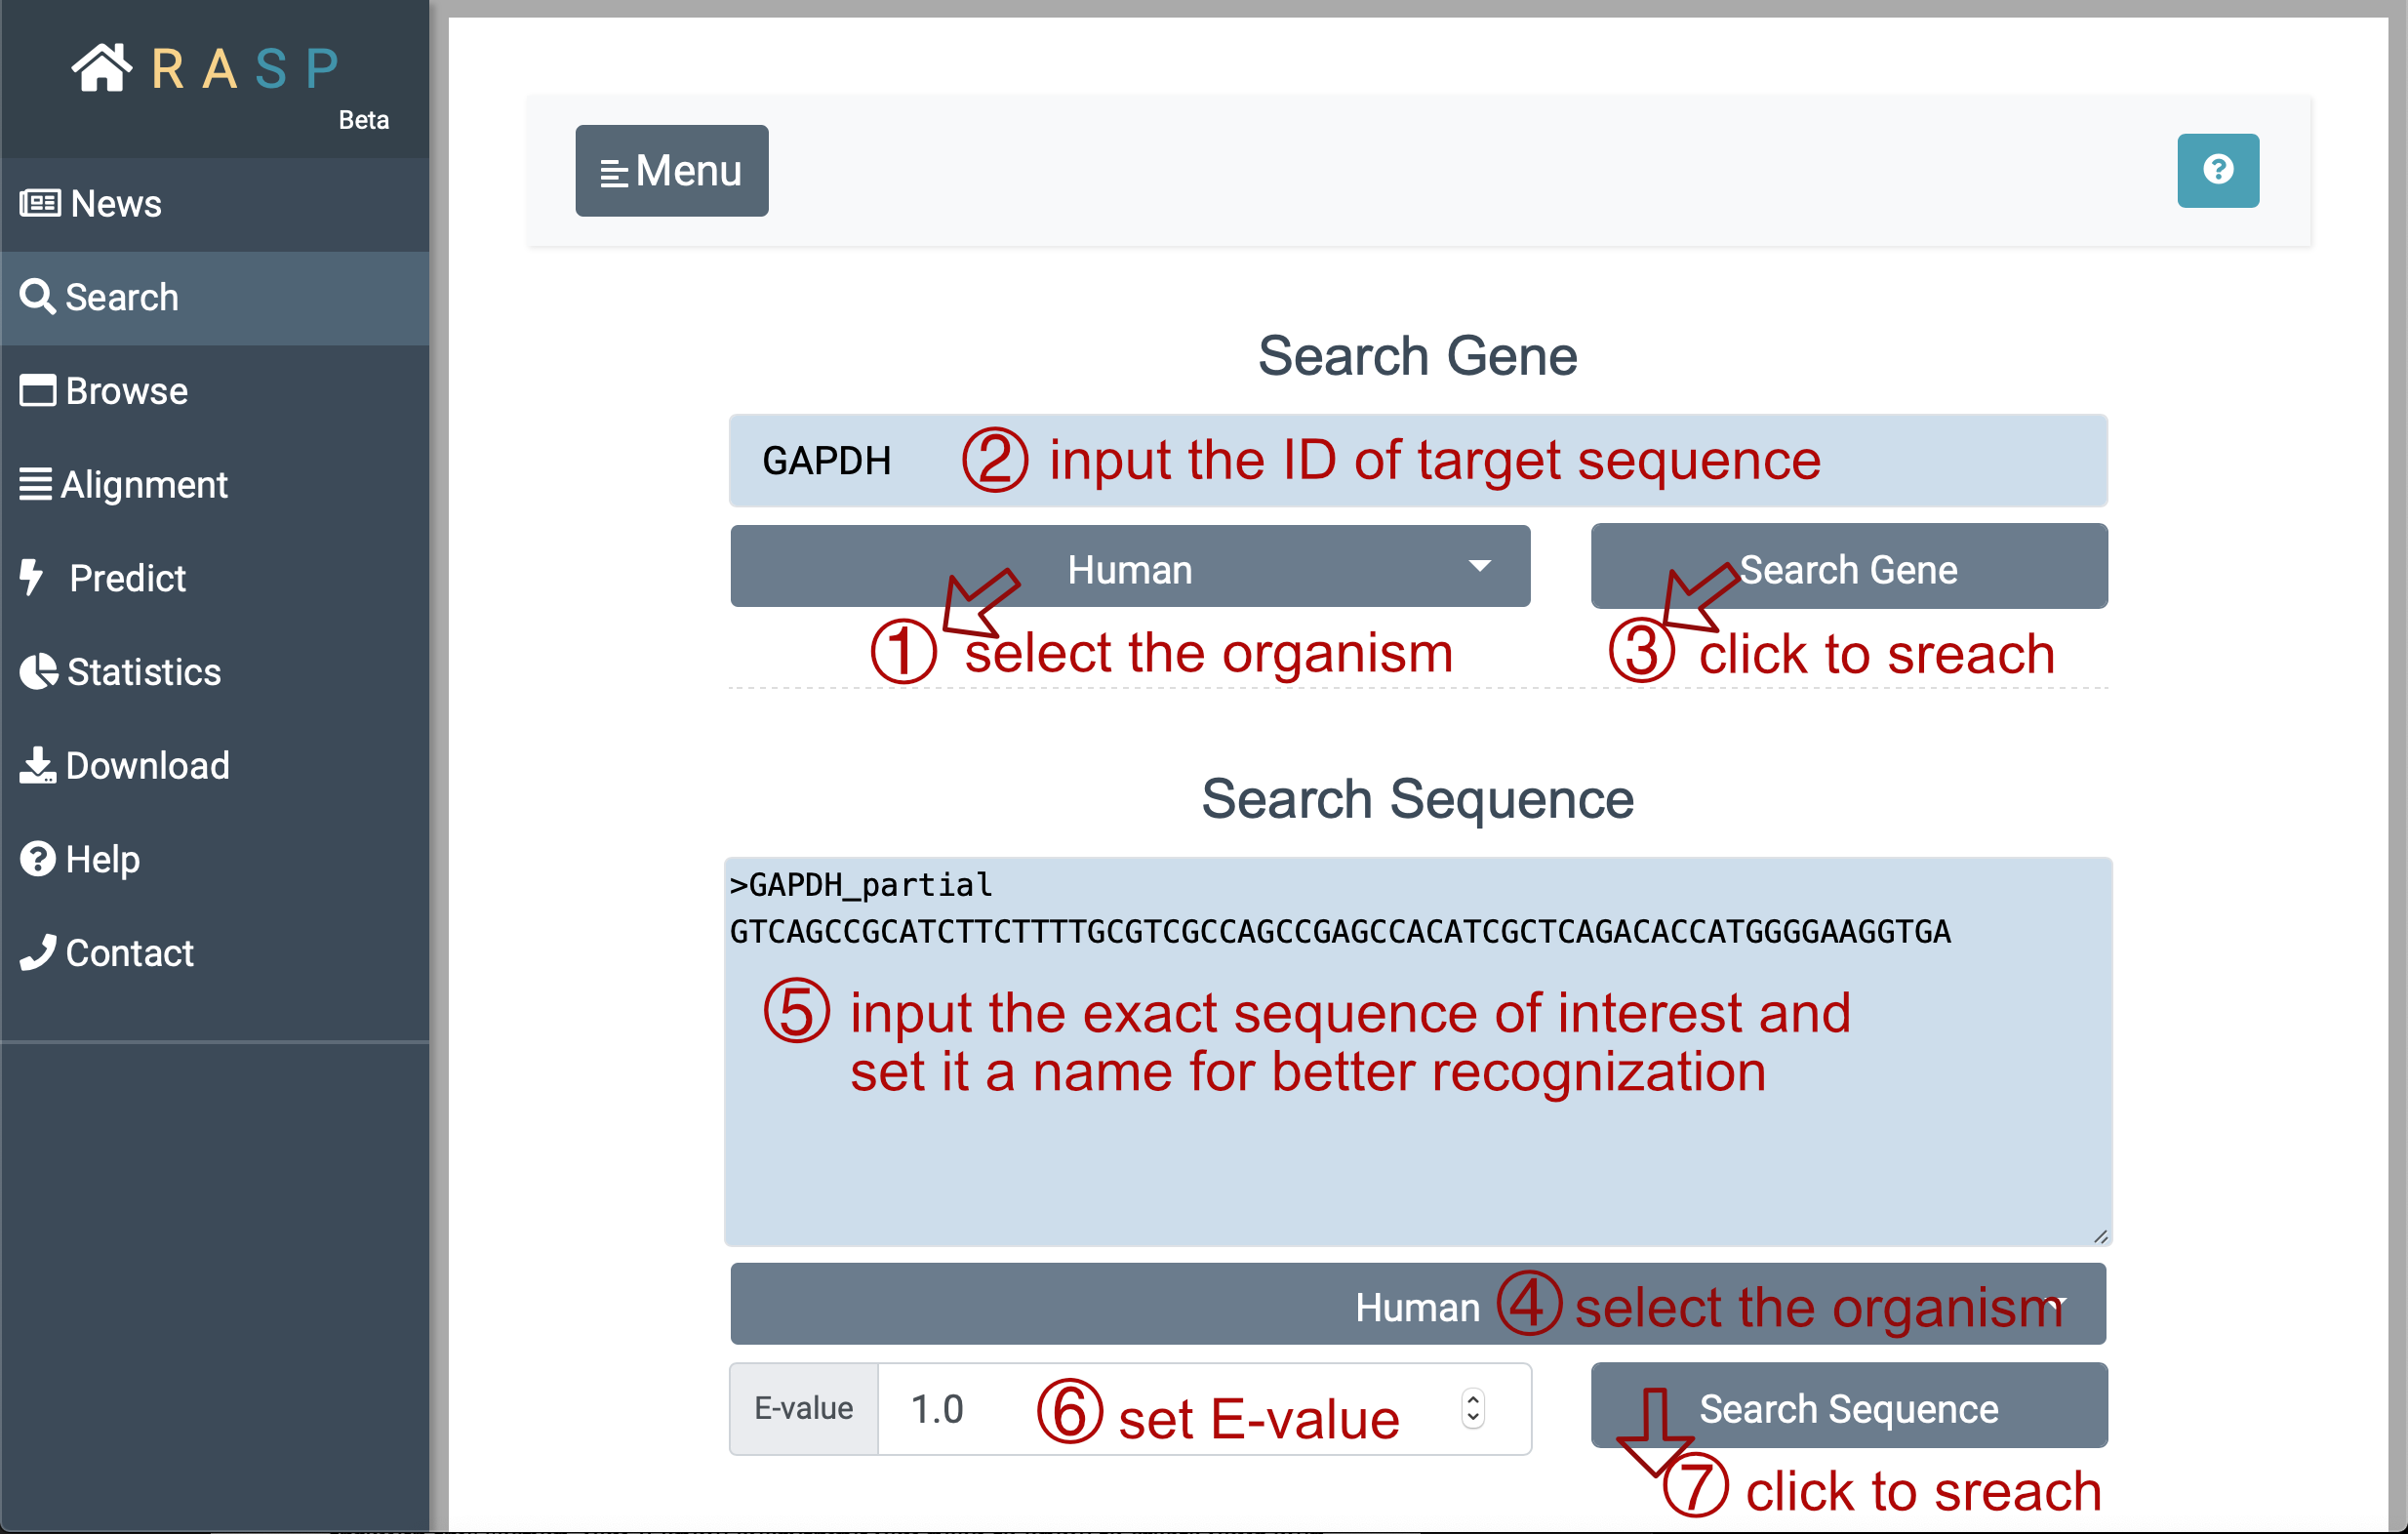 RASP
Beta
News
Search
Browse
Alignment
Predict
Statistics
Download
Help
Contact
Menu
Search Gene
GAPDH ② input the ID of target sequence
Human
Search Gene
① select the organism
③ click to sreach
Search Sequence
>GAPDH_partial
GTCAGCCGCATCTTCTTTTGCGTCGCCAGCCGAGCCACATCGCTCAGACACCATGGGGAAGGTGA
⑤ input the exact sequence of interest and
set it a name for better recognization
Human ④ select the organism
E-value 1.0 ⑥ set E-value
Search Sequence
⑦ click to sreach